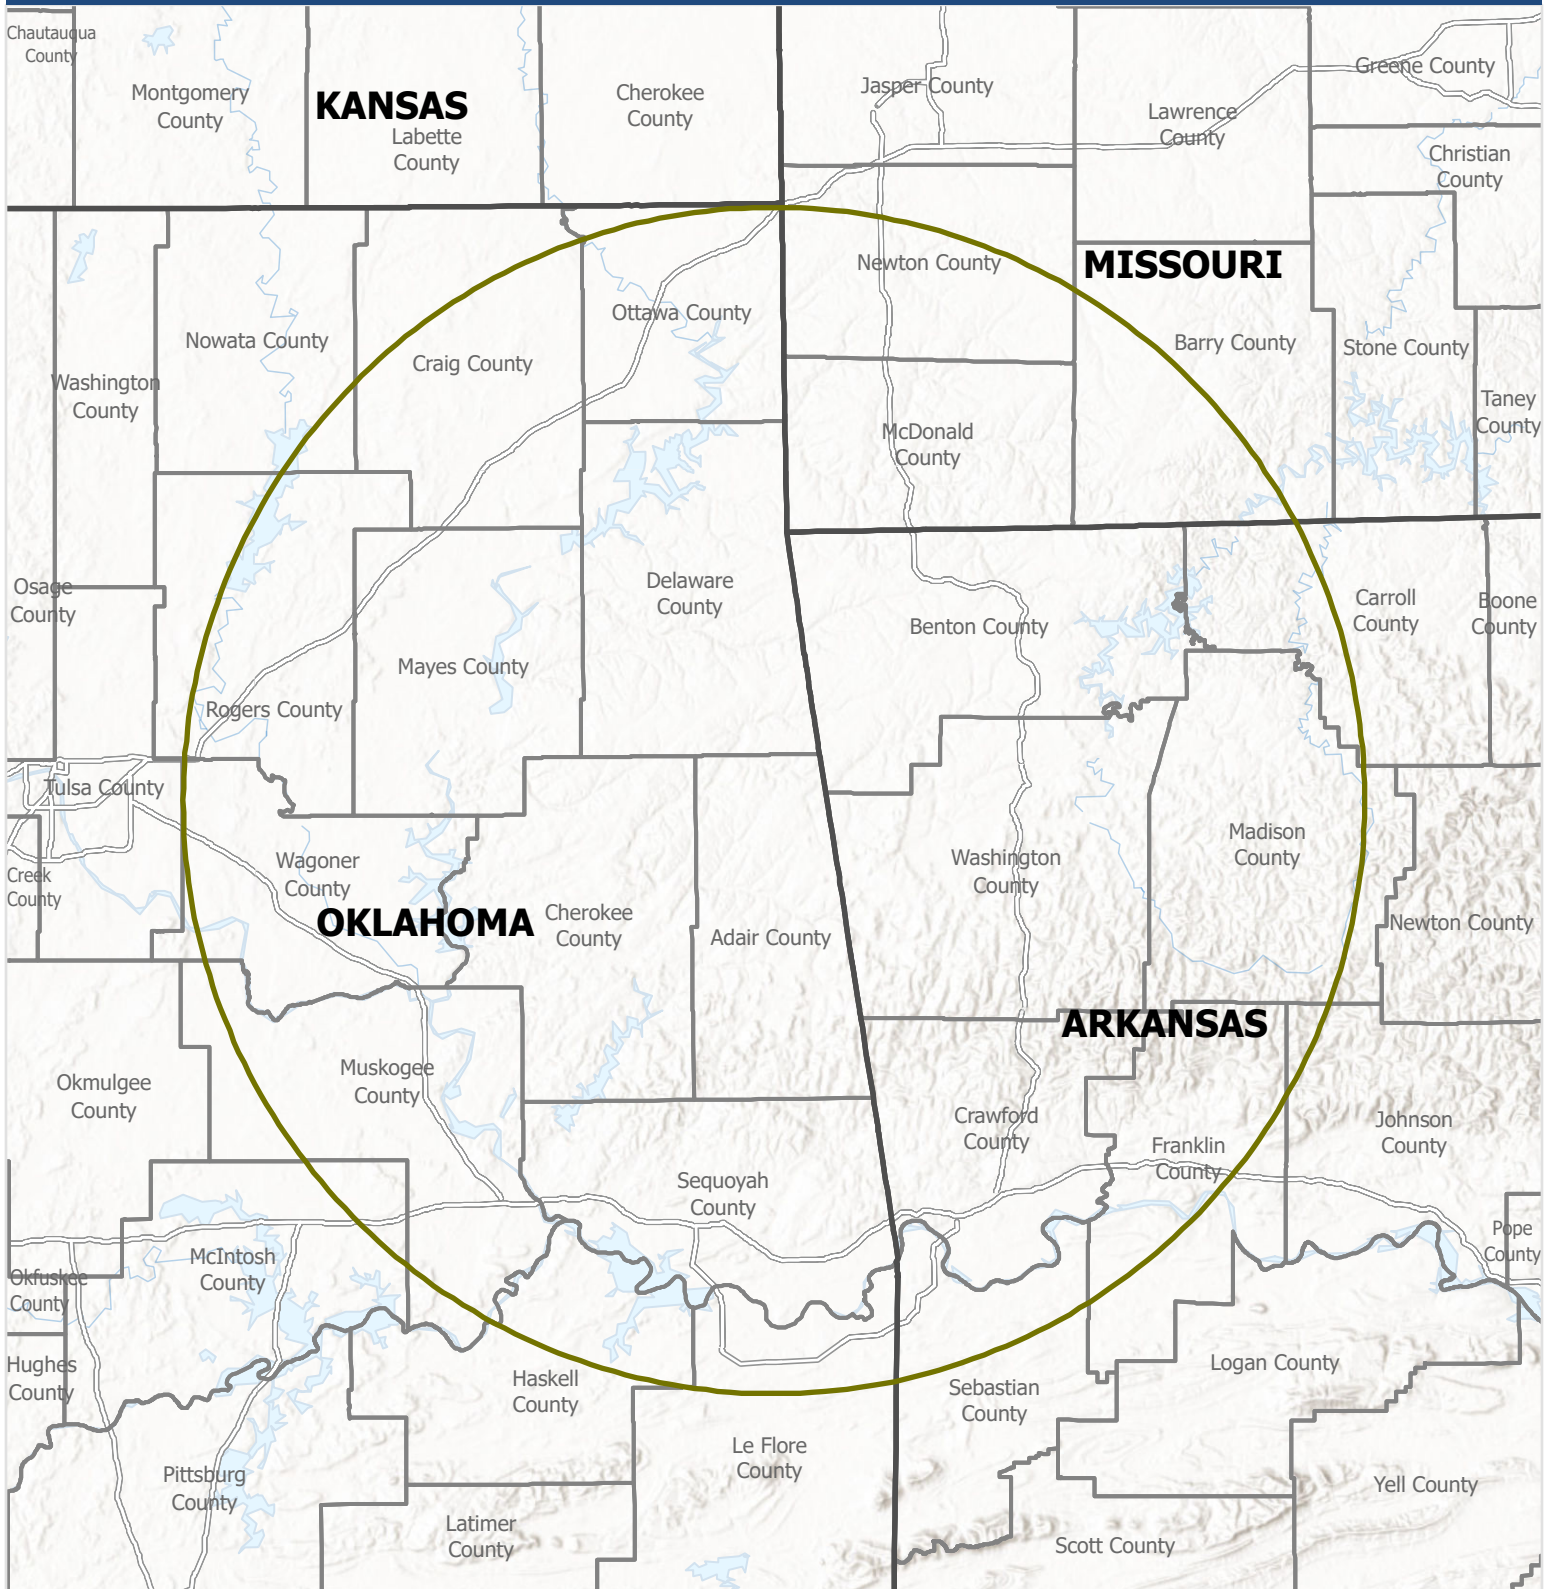 Chautauqua
County
Montgomery
County
KANSAS
Labette
County
Cherokee
County
Jasper County
Lawrence
County
Greene County
Christian
County
Newton County
MISSOURI
Ottawa County
Nowata County
Craig County
Barry County
Stone County
Washington
County
McDonald
County
Taney
County
Osage
County
Delaware
County
Benton County
Carroll
County
Boone
County
Mayes County
Rogers County
Tulsa County
Creek
County
Wagoner
County
OKLAHOMA
Cherokee
County
Adair County
Washington
County
Madison
County
Newton County
ARKANSAS
Okmulgee
County
Muskogee
County
Crawford
County
Franklin
County
Johnson
County
Sequoyah
County
McIntosh
County
Okfuskee
County
Pope
County
Hughes
County
Haskell
County
Sebastian
County
Logan County
Le Flore
County
Pittsburg
County
Yell County
Latimer
County
Scott County